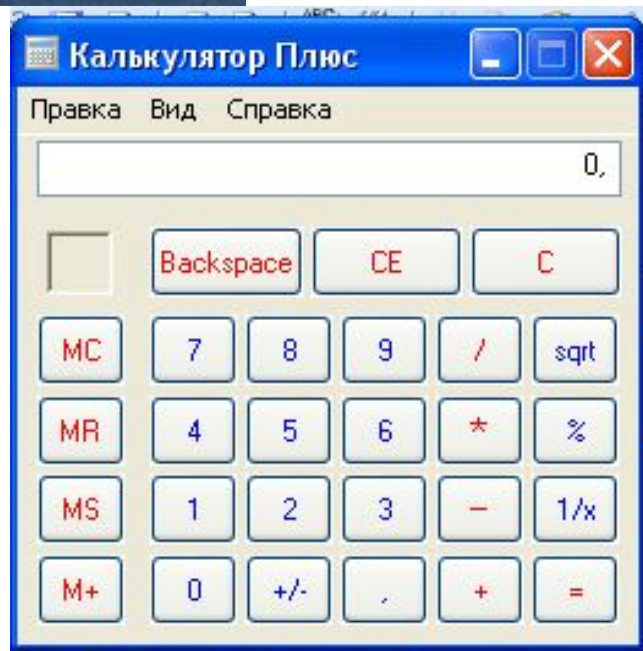 Калькулятор Плюс
Правка Вид Справка
0,
Backspace CE C
MC 7 8 9 / sqrt
MR 4 5 6 * %
MS 1 2 3 − 1/x
M+ 0 +/- , + =